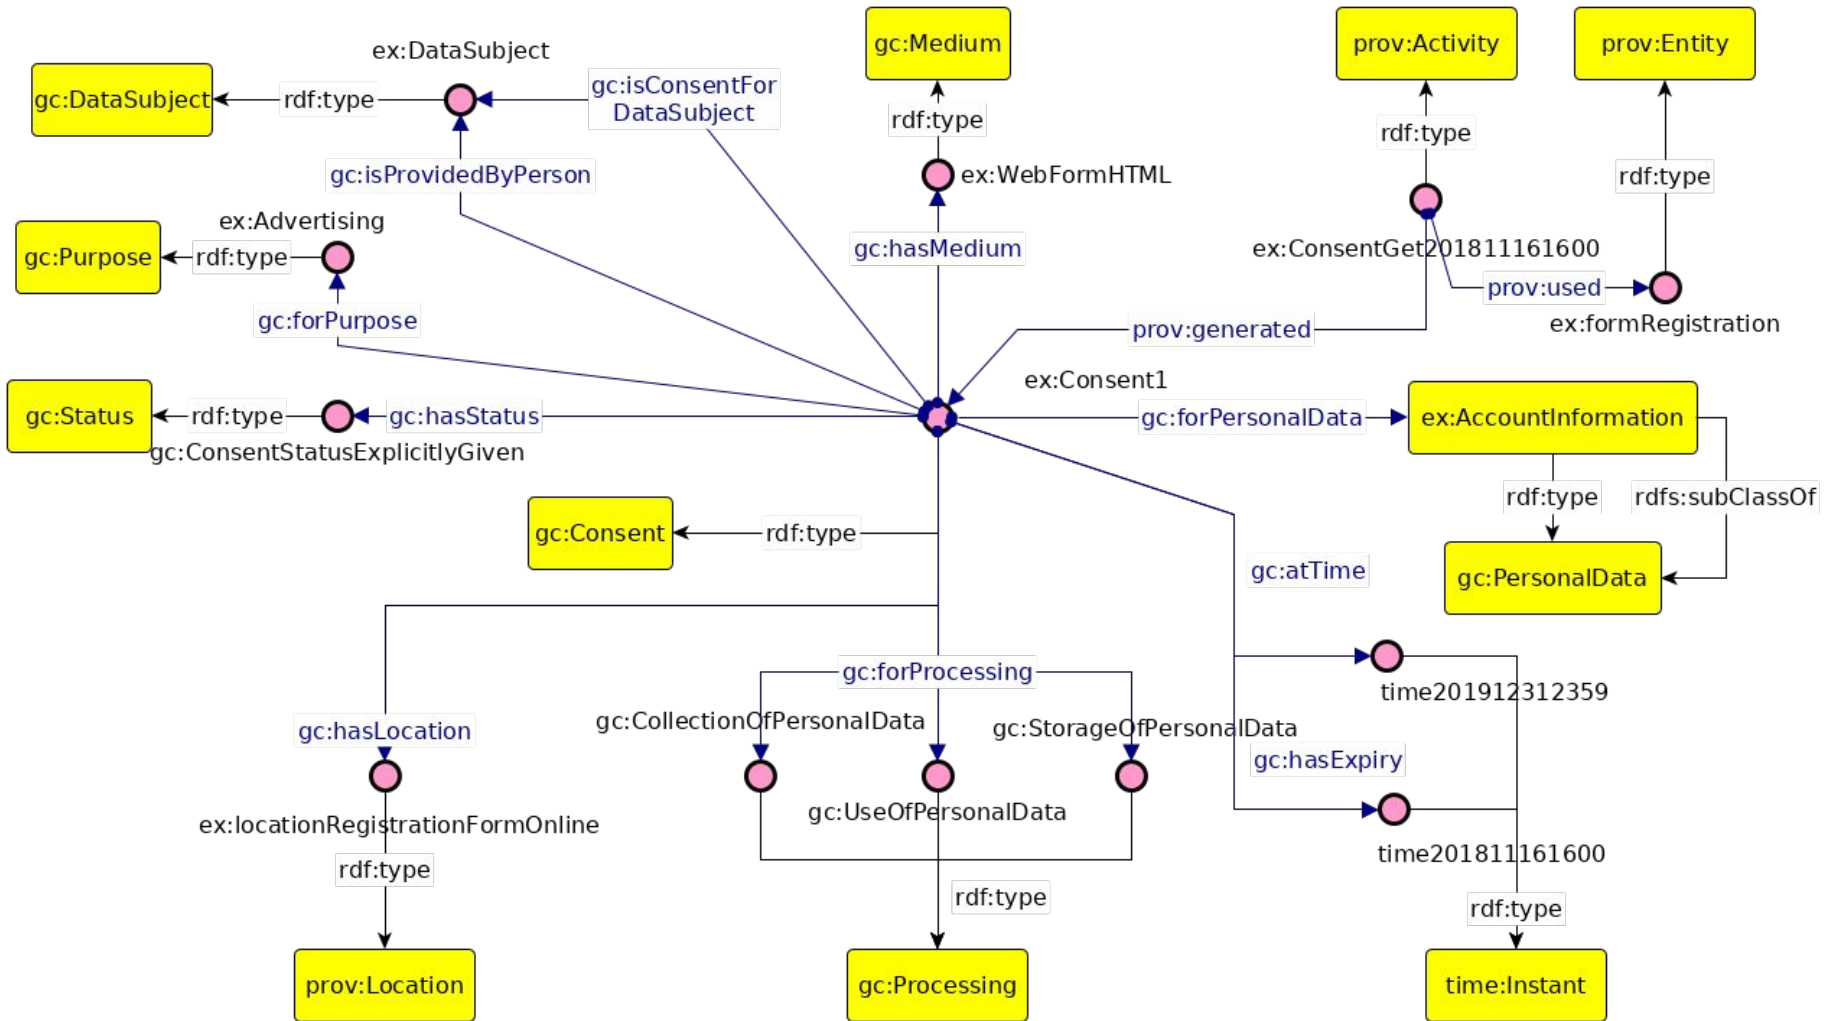 gc:Medium
prov:Activity
prov:Entity
ex:DataSubject
gc:DataSubject
rdf:type
gc:isConsentFor
DataSubject
rdf:type
rdf:type
gc:isProvidedByPerson
ex:WebFormHTML
rdf:type
ex:Advertising
gc:Purpose
rdf:type
gc:hasMedium
ex:ConsentGet201811161600
prov:used
gc:forPurpose
prov:generated
ex:formRegistration
ex:Consent1
gc:Status
rdf:type
gc:hasStatus
gc:forPersonalData
ex:AccountInformation
gc:ConsentStatusExplicitlyGiven
rdf:type
rdfs:subClassOf
gc:Consent
rdf:type
gc:atTime
gc:PersonalData
gc:forProcessing
time201912312359
gc:hasLocation
gc:CollectionOfPersonalData
gc:StorageOfPersonalData
gc:hasExpiry
gc:UseOfPersonalData
ex:locationRegistrationFormOnline
time201811161600
rdf:type
rdf:type
rdf:type
prov:Location
gc:Processing
time:Instant